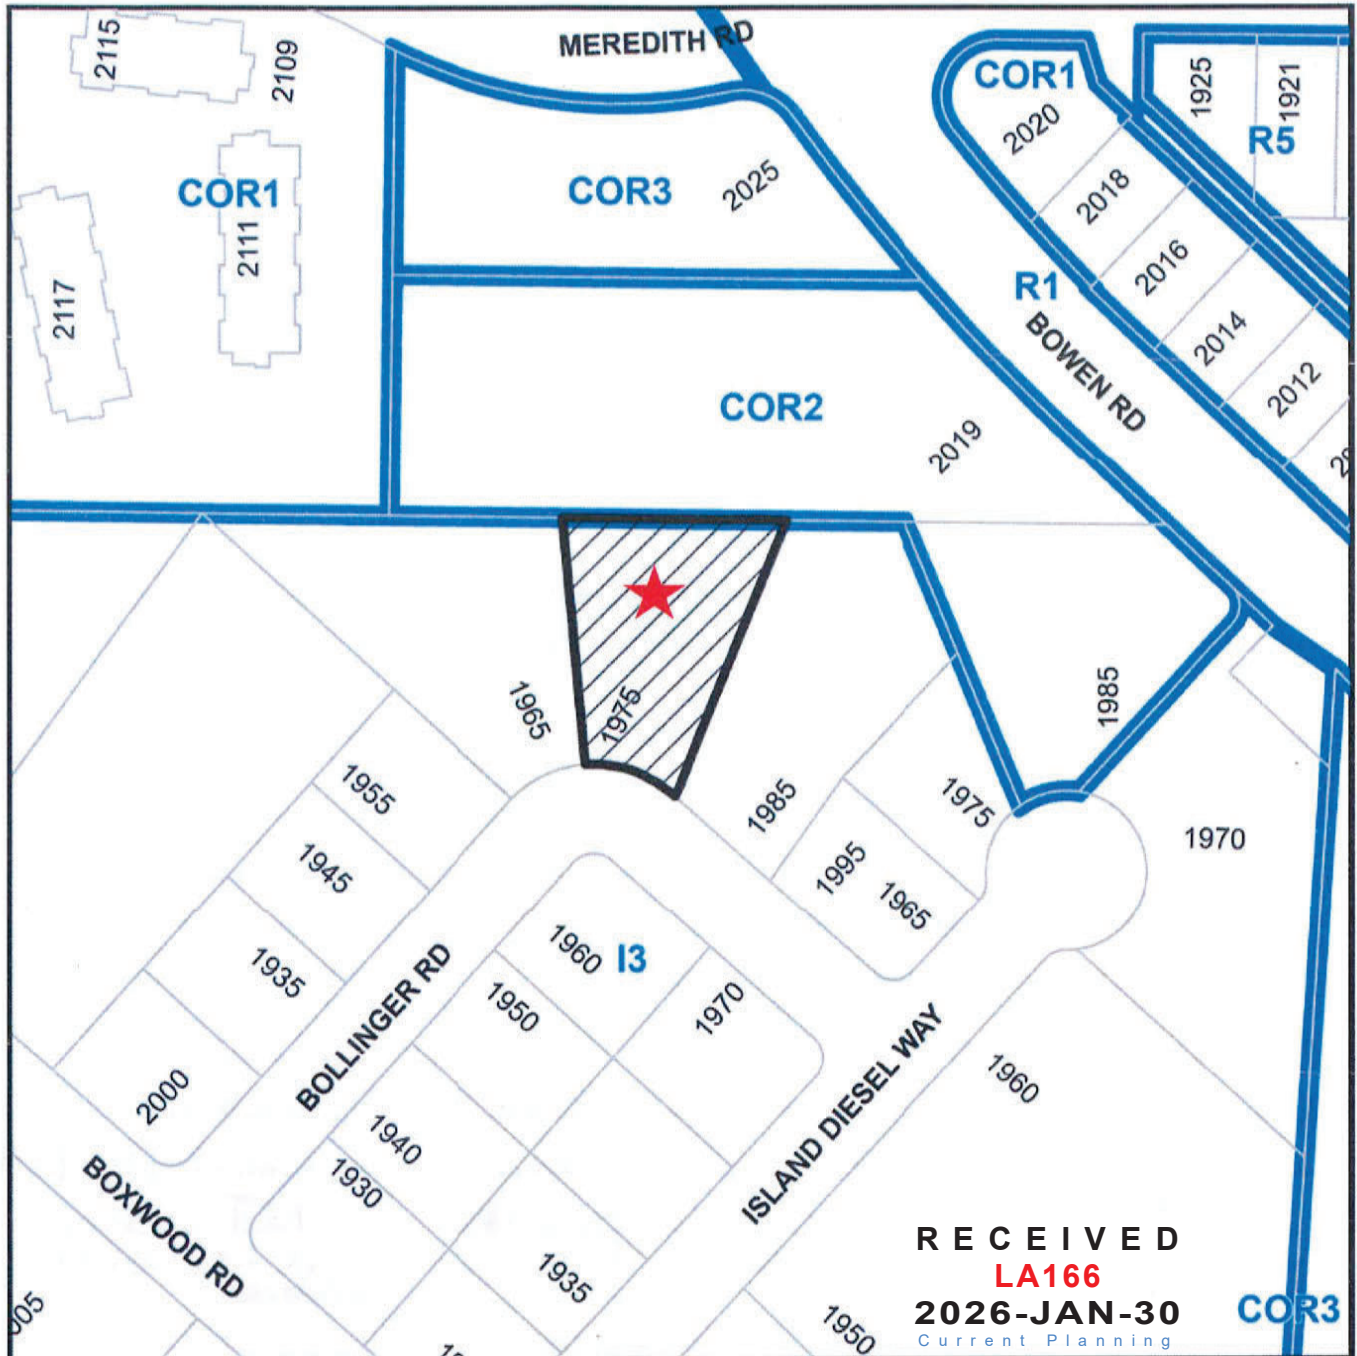 2115
2109
MEREDITH RD
COR1
1925
1921
2020
R5
COR1
COR3
2025
2018
2111
2016
2117
R1
BOWEN RD
2014
2012
COR2
2019
1965
1975
1985
1955
1985
1975
1970
1945
1995
1965
1960
I3
1935
1950
1970
BOLLINGER RD
ISLAND DIESEL WAY
2000
1960
1940
1930
BOXWOOD RD
1935
1950
RECEIVED
LA166
2026-JAN-30
Current Planning
COR3